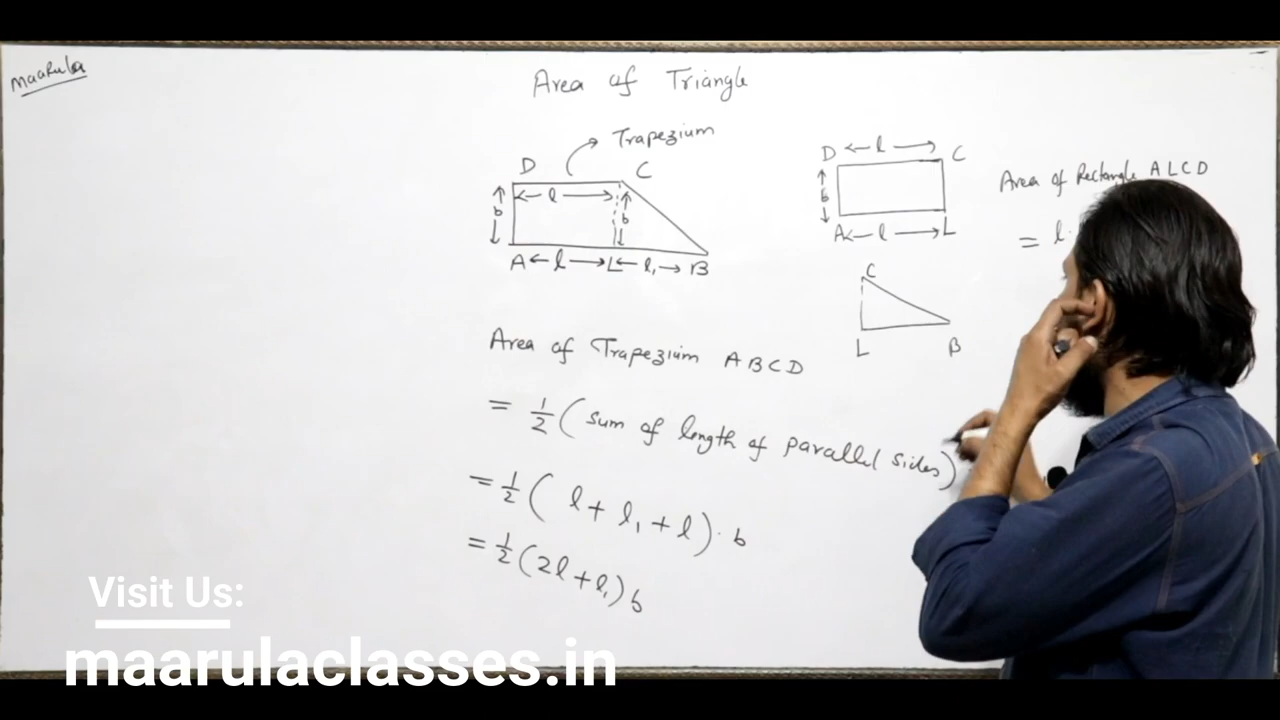 Maarula
Area of Triangle
Trapezium
D C
l
b b
A l L l₁ B
D l C
b
A l L
Area of Rectangle ALCD
= l.
C
L B
Area of Trapezium ABCD
= 1/2 (sum of length of parallel sides)
= 1/2 ( l + l₁ + l) . b
= 1/2 (2l + l₁) b
Visit Us:
maarulaclasses.in